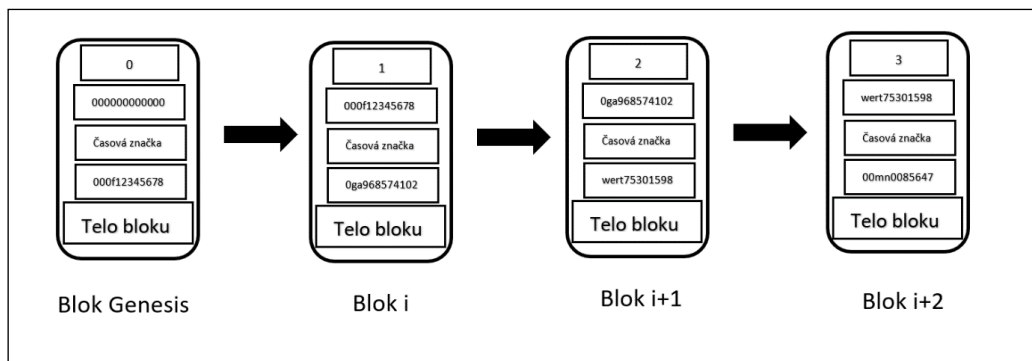 0
000000000000
Časová značka
000f12345678
Telo bloku
Blok Genesis
1
000f12345678
Časová značka
0ga968574102
Telo bloku
Blok i
2
0ga968574102
Časová značka
wert75301598
Telo bloku
Blok i+1
3
wert75301598
Časová značka
00mn0085647
Telo bloku
Blok i+2